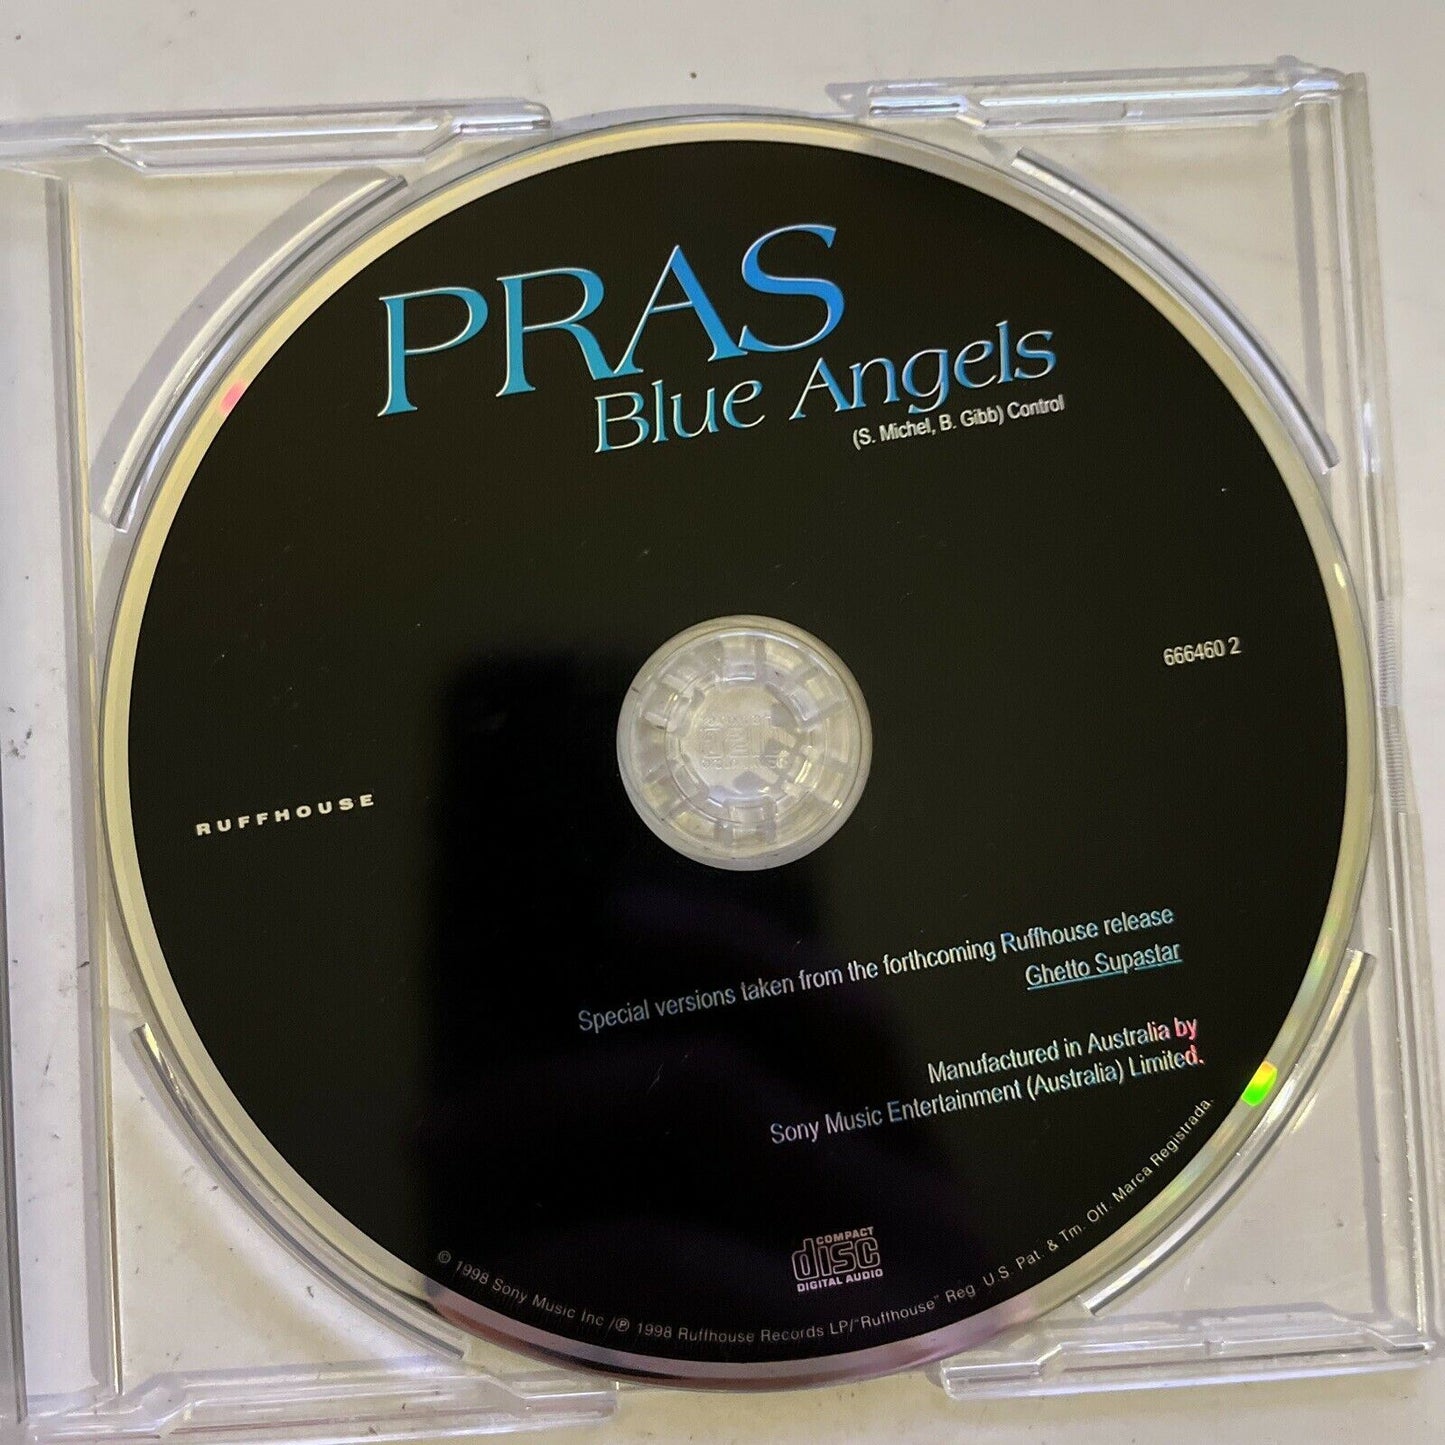 PRAS
Blue Angels
(S. Michel, B. Gibb) Control
666460 2
RUFFHOUSE
Special versions taken from the forthcoming Ruffhouse release
Ghetto Supastar
Manufactured in Australia by
Sony Music Entertainment (Australia) Limited.
COMPACT
disc
DIGITAL AUDIO
© 1998 Sony Music Inc /℗ 1998 Ruffhouse Records LP/"Ruffhouse" Reg U.S. Pat. & Tm. Off. Marca Registrada.